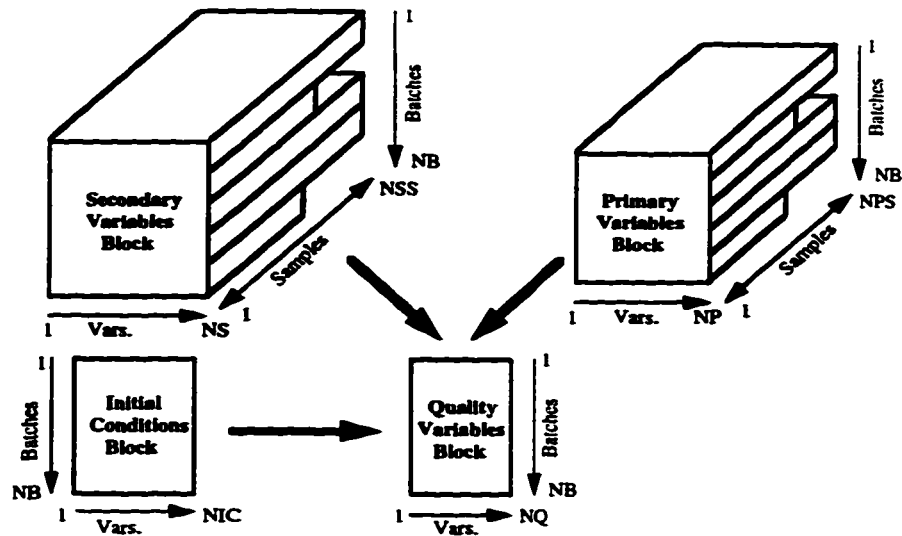 1
Batches
NB
Secondary
Variables
Block
NSS
Samples
1
1
Vars.
NS
1
Batches
NB
Primary
Variables
Block
NPS
Samples
1
1
Vars.
NP
1
Batches
NB
Initial
Conditions
Block
1
Vars.
NIC
Quality
Variables
Block
1
Batches
NB
1
Vars.
NQ